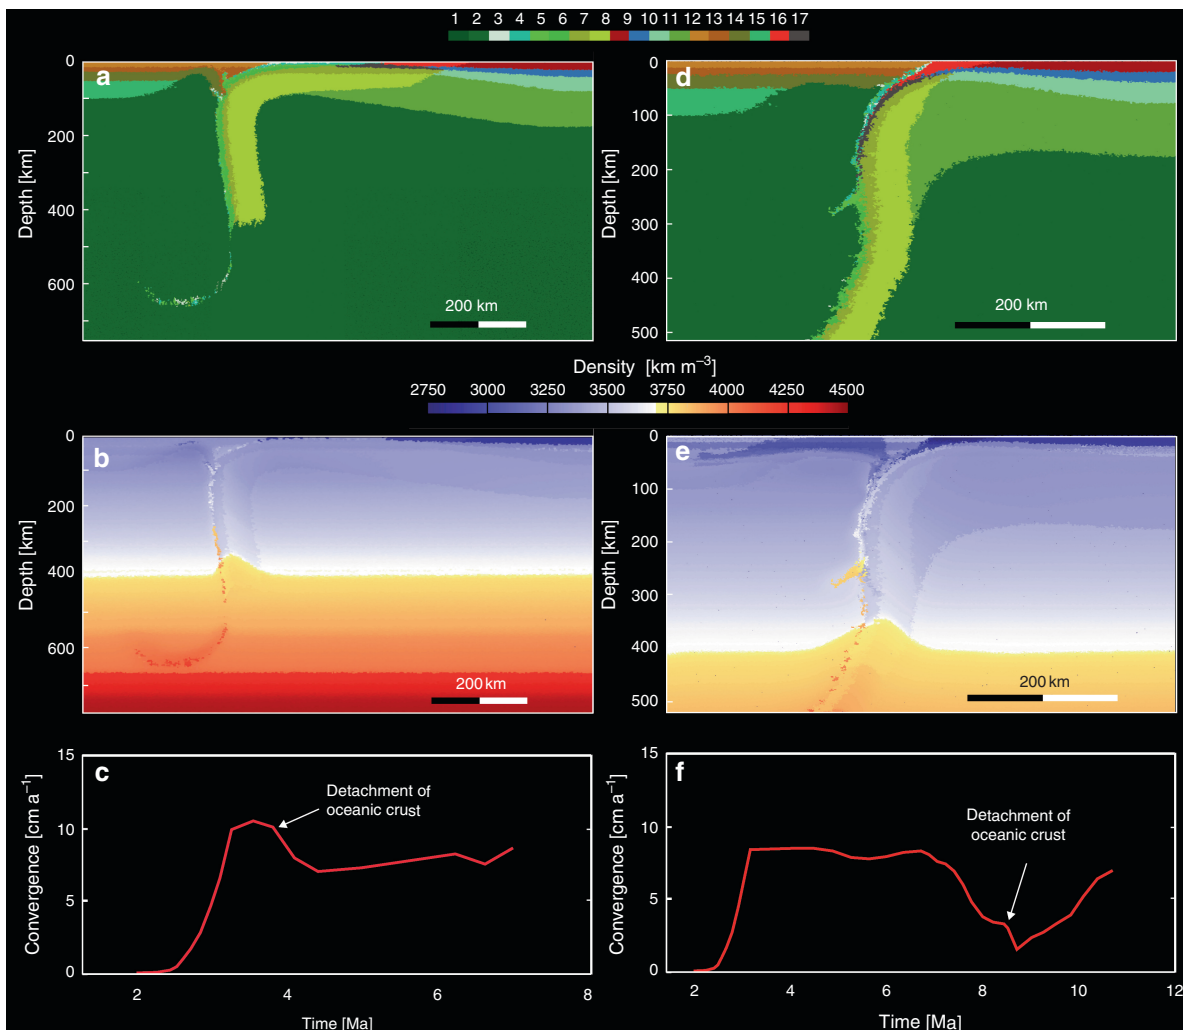 1 2 3 4 5 6 7 8 9 10 11 12 13 14 15 16 17
a
0
200
400
600
Depth [km]
200 km
d
0
100
200
300
400
500
Depth [km]
200 km
Density [km m⁻³]
2750 3000 3250 3500 3750 4000 4250 4500
b
0
200
400
600
Depth [km]
200 km
e
0
100
200
300
400
500
Depth [km]
200 km
c
15
10
5
0
Convergence [cm a⁻¹]
Detachment of
oceanic crust
2 4 6 8
Time [Ma]
f
15
10
5
0
Convergence [cm a⁻¹]
Detachment of
oceanic crust
2 4 6 8 10 12
Time [Ma]